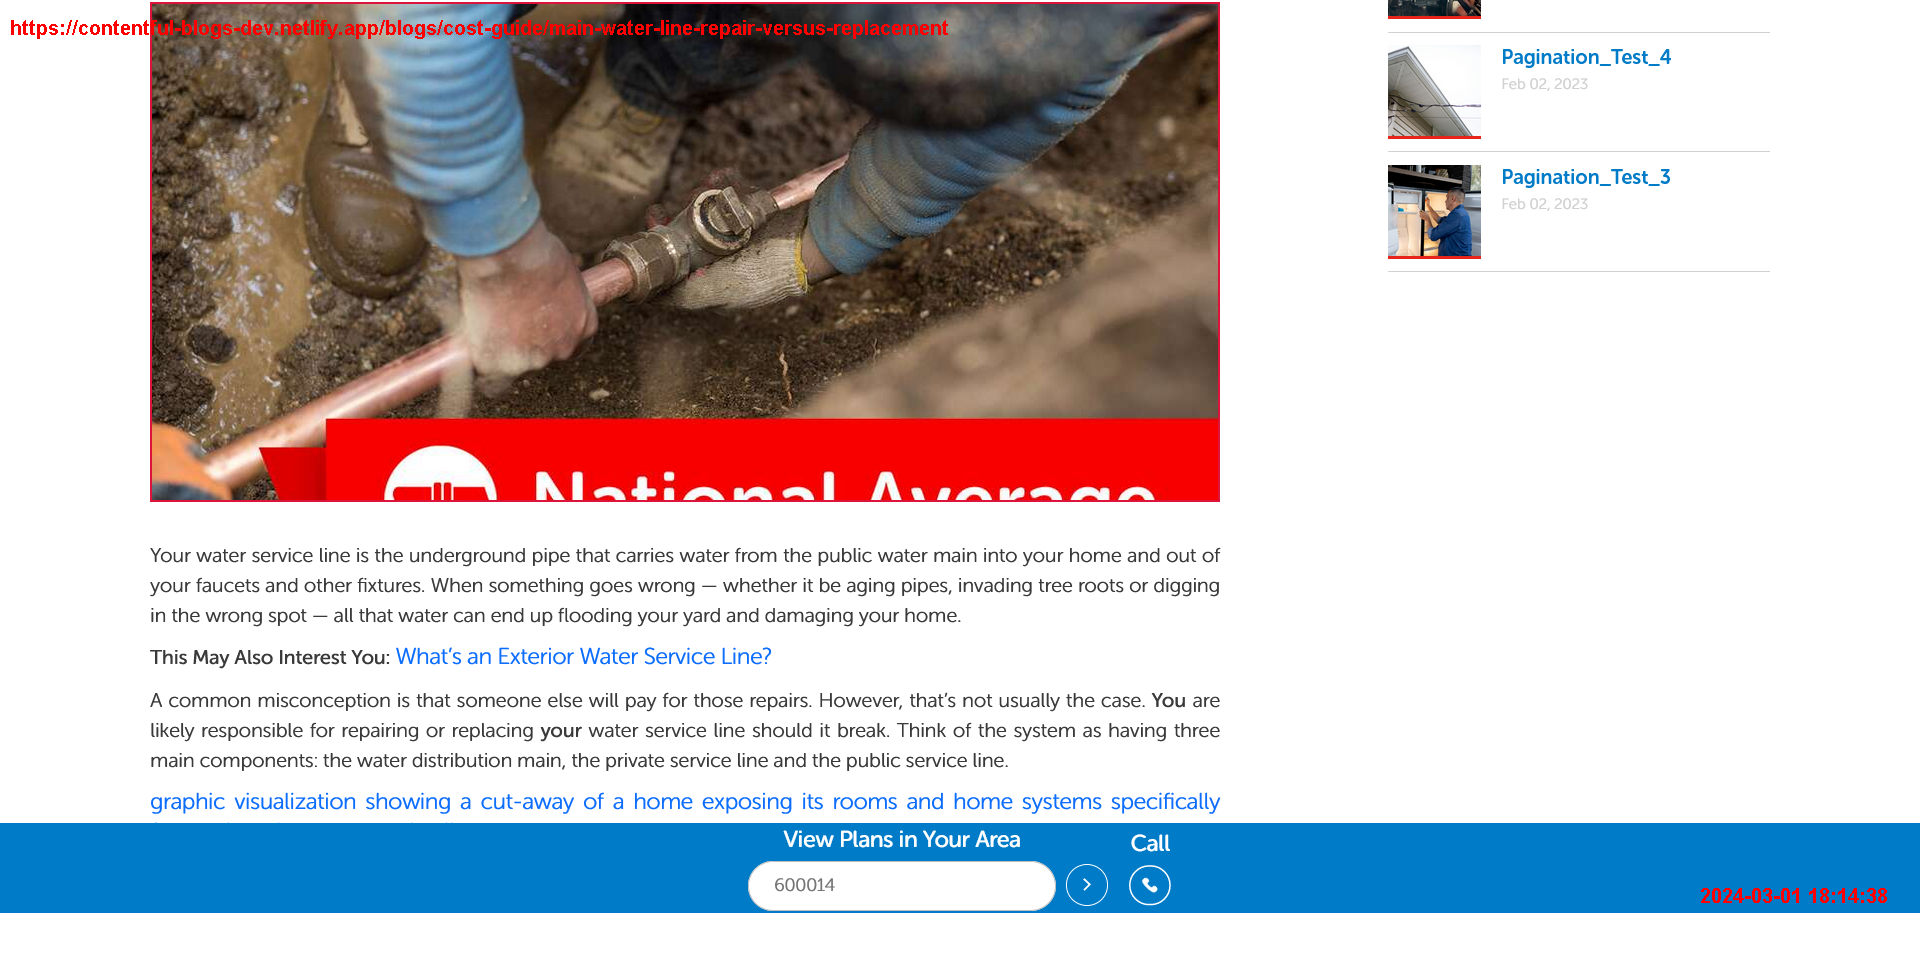 https://contentful-blogs-dev.netlify.app/blogs/cost-guide/main-water-line-repair-versus-replacement
National Average
Your water service line is the underground pipe that carries water from the public water main into your home and out of
your faucets and other fixtures. When something goes wrong — whether it be aging pipes, invading tree roots or digging
in the wrong spot — all that water can end up flooding your yard and damaging your home.
This May Also Interest You: What's an Exterior Water Service Line?
A common misconception is that someone else will pay for those repairs. However, that's not usually the case. You are
likely responsible for repairing or replacing your water service line should it break. Think of the system as having three
main components: the water distribution main, the private service line and the public service line.
graphic visualization showing a cut-away of a home exposing its rooms and home systems specifically
Pagination_Test_4
Feb 02, 2023
Pagination_Test_3
Feb 02, 2023
View Plans in Your Area
Call
600014
2024-03-01 18:14:38